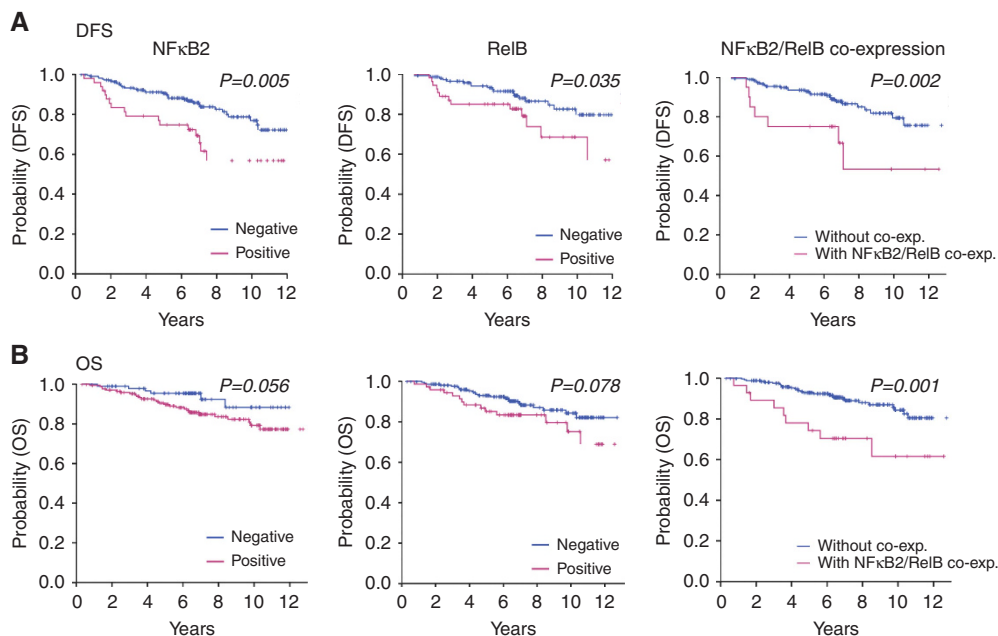 A
DFS
NFκB2
RelB
NFκB2/RelB co-expression
P=0.005
P=0.035
P=0.002
Probability (DFS)
1.0
0.8
0.6
0.4
0.2
0.0
Negative
Positive
0 2 4 6 8 10 12
Years
Probability (DFS)
1.0
0.8
0.6
0.4
0.2
0.0
Negative
Positive
0 2 4 6 8 10 12
Years
Probability (DFS)
1.0
0.8
0.6
0.4
0.2
0.0
Without co-exp.
With NFκB2/RelB co-exp.
0 2 4 6 8 10 12
Years
B
OS
P=0.056
P=0.078
P=0.001
Probability (OS)
1.0
0.8
0.6
0.4
0.2
0.0
Negative
Positive
0 2 4 6 8 10 12
Years
Probability (OS)
1.0
0.8
0.6
0.4
0.2
0.0
Negative
Positive
0 2 4 6 8 10 12
Years
Probability (OS)
1.0
0.8
0.6
0.4
0.2
0.0
Without co-exp.
With NFκB2/RelB co-exp.
0 2 4 6 8 10 12
Years